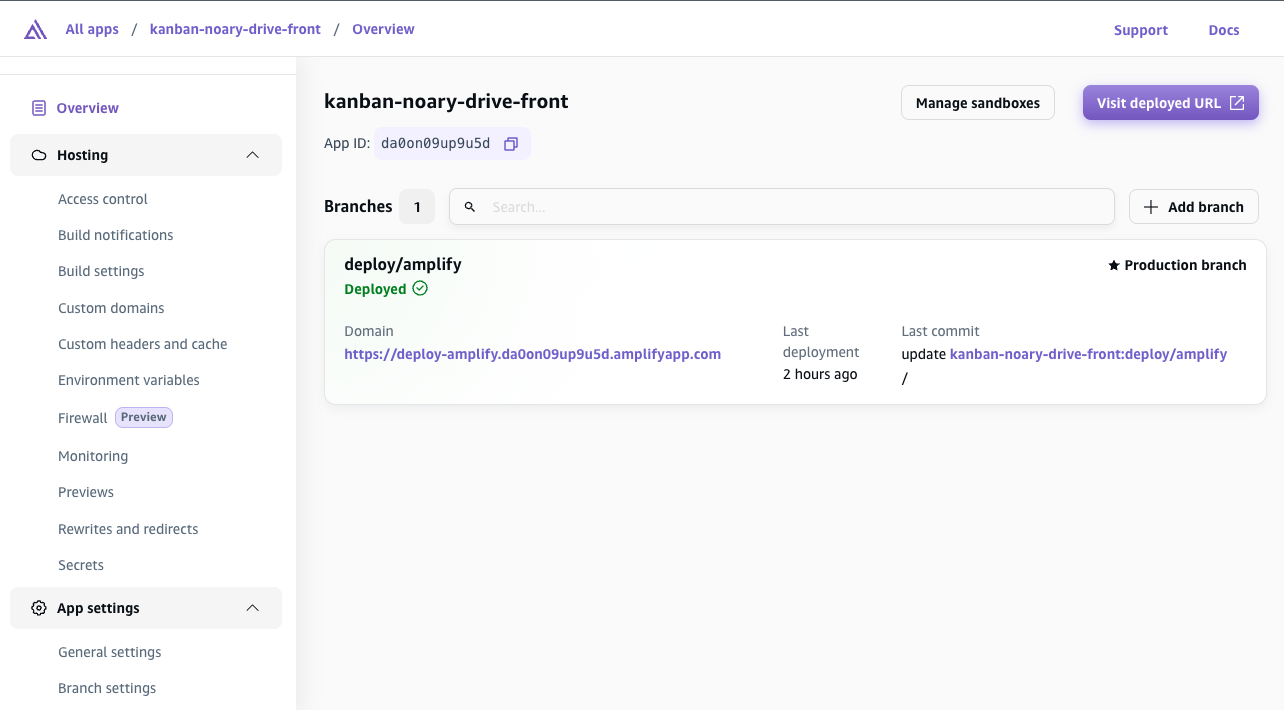 All apps / kanban-noary-drive-front / Overview
Support
Docs
Overview
Hosting
Access control
Build notifications
Build settings
Custom domains
Custom headers and cache
Environment variables
Firewall Preview
Monitoring
Previews
Rewrites and redirects
Secrets
App settings
General settings
Branch settings
kanban-noary-drive-front
Manage sandboxes
Visit deployed URL
App ID: da0on09up9u5d
Branches 1
Search...
Add branch
deploy/amplify
Production branch
Deployed
Domain
https://deploy-amplify.da0on09up9u5d.amplifyapp.com
Last
deployment
2 hours ago
Last commit
update kanban-noary-drive-front:deploy/amplify
/